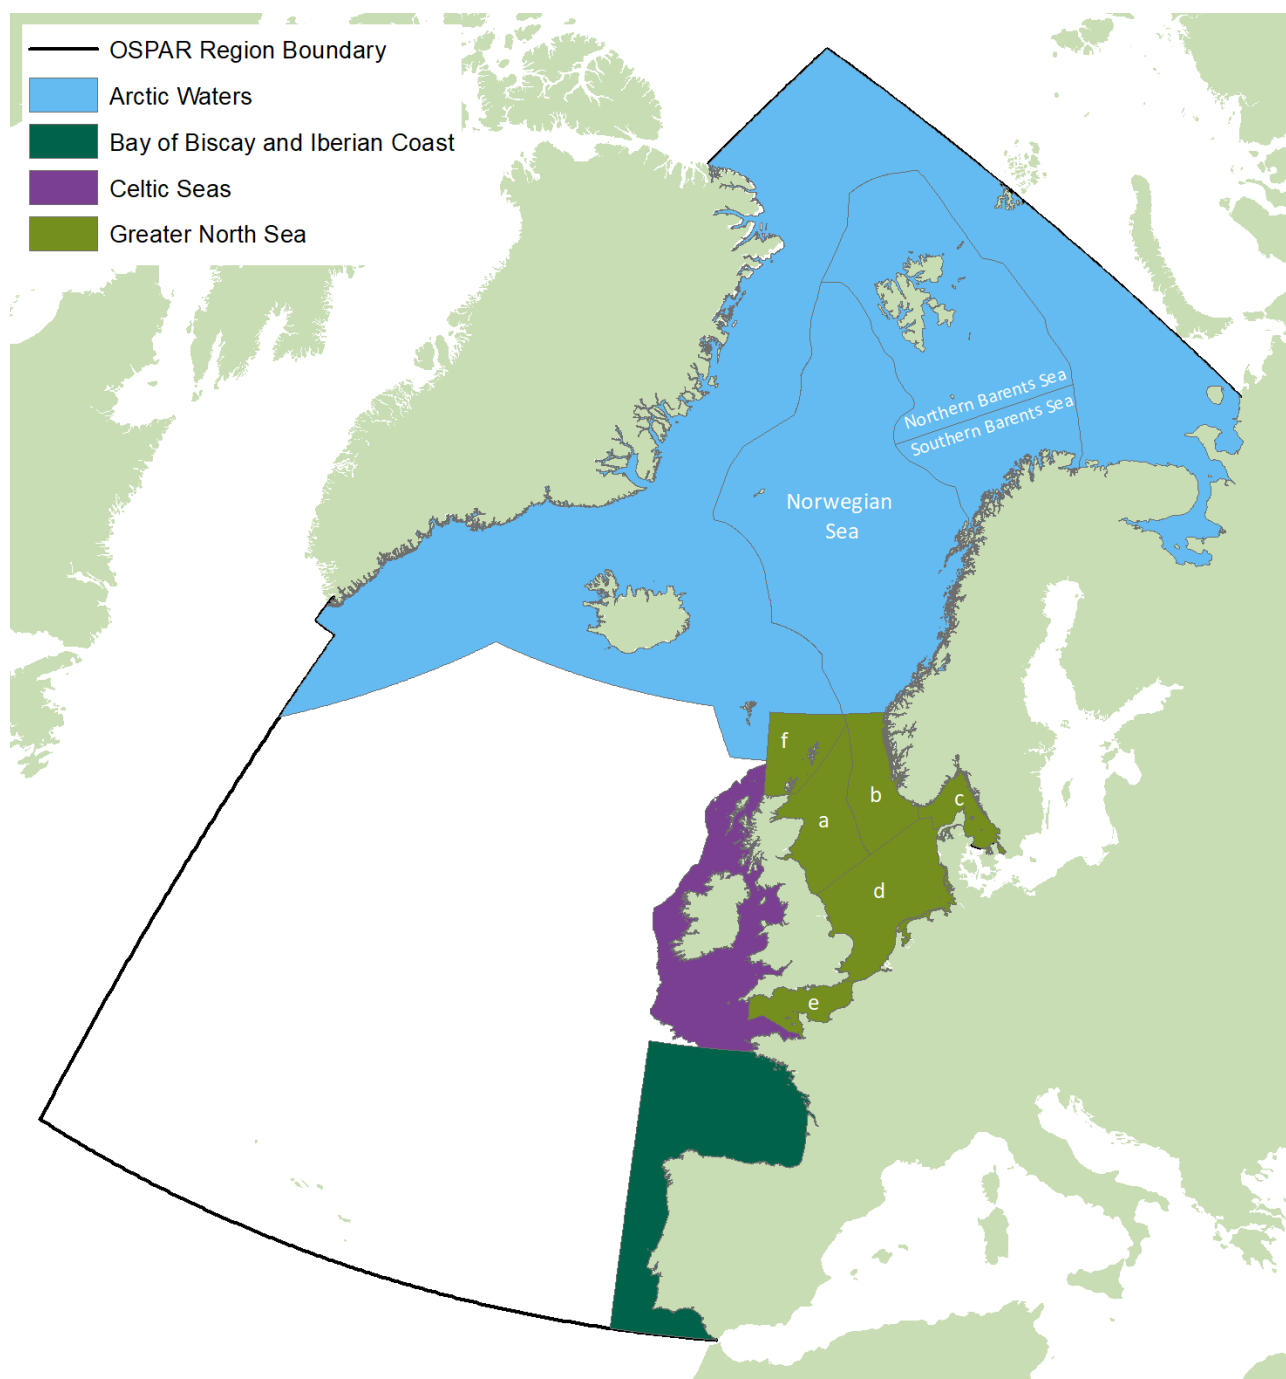 OSPAR Region Boundary
Arctic Waters
Bay of Biscay and Iberian Coast
Celtic Seas
Greater North Sea
Northern Barents Sea
Southern Barents Sea
Norwegian
Sea
f
b
c
a
d
e